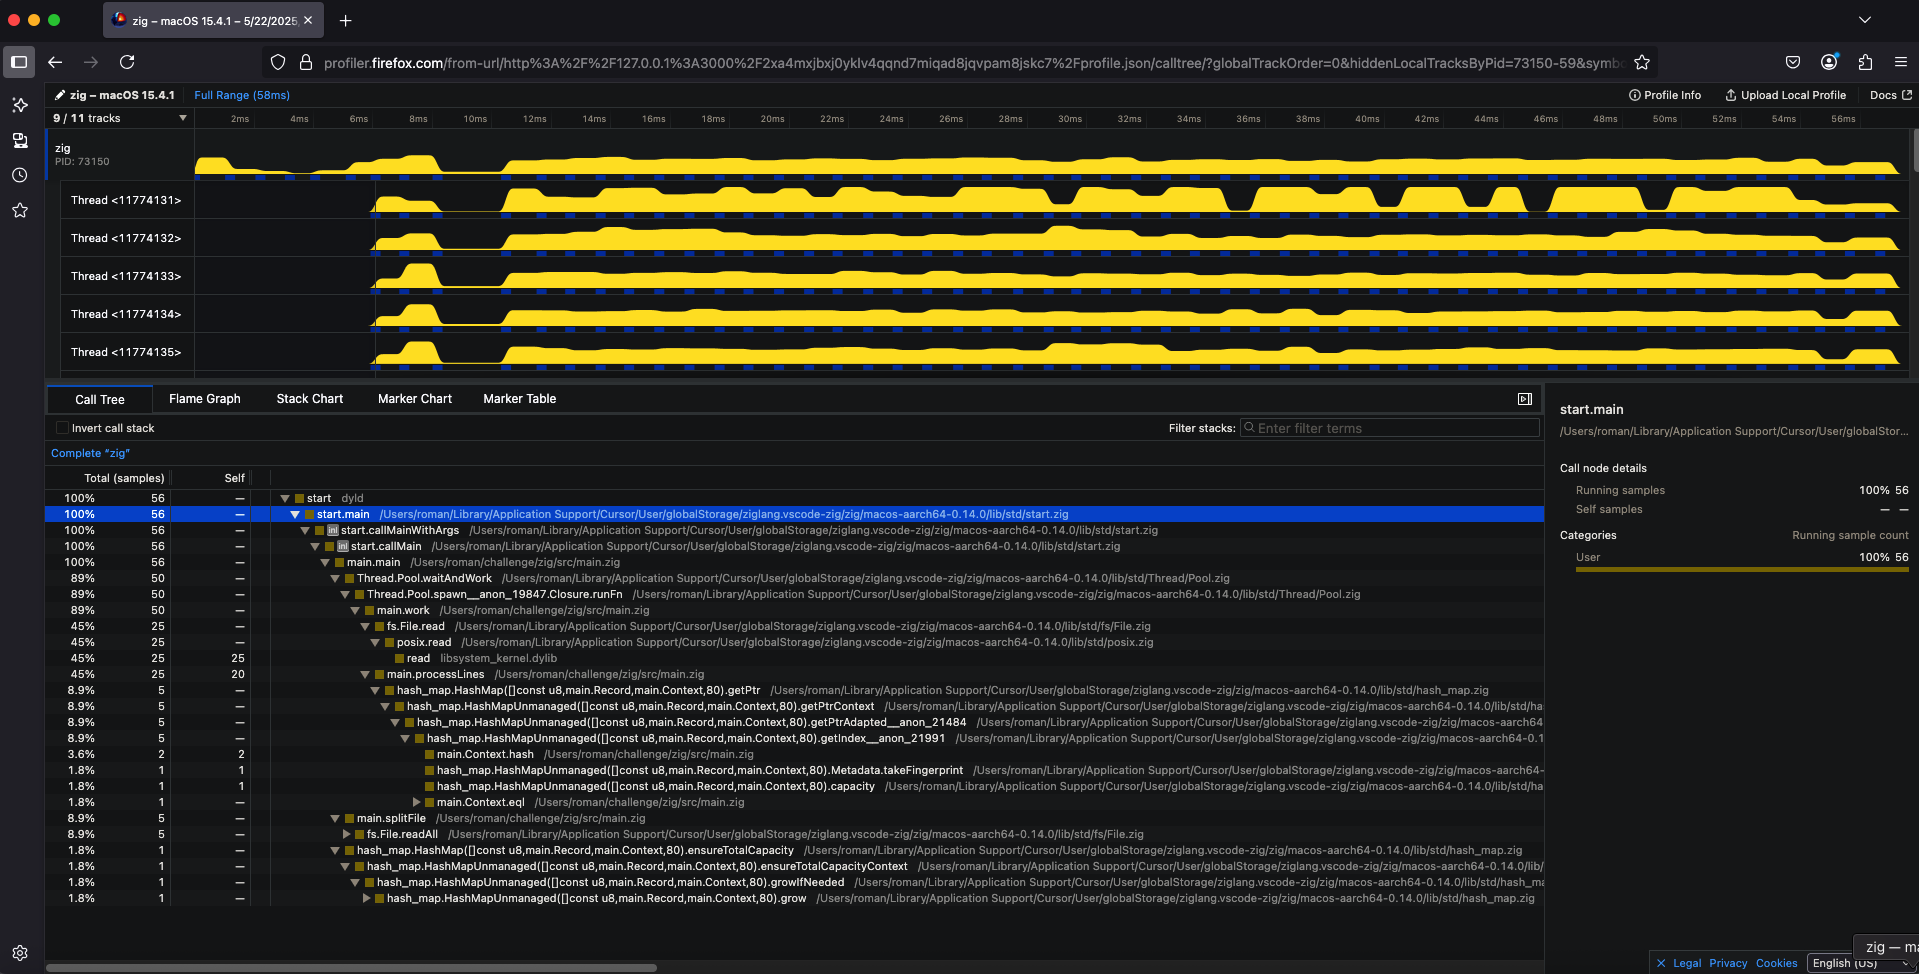 zig – macOS 15.4.1 – 5/22/2025,
profiler.firefox.com/from-url/http%3A%2F%2F127.0.0.1%3A3000%2F2xa4mxjbxj0yklv4qqnd7miqad8jqvpam8jskc7%2Fprofile.json/calltree/?globalTrackOrder=0&hiddenLocalTracksByPid=73150-59&symbo
zig – macOS 15.4.1 Full Range (58ms) Profile Info Upload Local Profile Docs
9 / 11 tracks 2ms 4ms 6ms 8ms 10ms 12ms 14ms 16ms 18ms 20ms 22ms 24ms 26ms 28ms 30ms 32ms 34ms 36ms 38ms 40ms 42ms 44ms 46ms 48ms 50ms 52ms 54ms 56ms
zig
PID: 73150
Thread <11774131>
Thread <11774132>
Thread <11774133>
Thread <11774134>
Thread <11774135>
Call Tree Flame Graph Stack Chart Marker Chart Marker Table
Invert call stack Filter stacks: Enter filter terms
Complete “zig”
Total (samples) Self
100% 56 — start dyld
100% 56 — start.main /Users/roman/Library/Application Support/Cursor/User/globalStorage/ziglang.vscode-zig/zig/macos-aarch64-0.14.0/lib/std/start.zig
100% 56 — inl start.callMainWithArgs /Users/roman/Library/Application Support/Cursor/User/globalStorage/ziglang.vscode-zig/zig/macos-aarch64-0.14.0/lib/std/start.zig
100% 56 — inl start.callMain /Users/roman/Library/Application Support/Cursor/User/globalStorage/ziglang.vscode-zig/zig/macos-aarch64-0.14.0/lib/std/start.zig
100% 56 — main.main /Users/roman/challenge/zig/src/main.zig
89% 50 — Thread.Pool.waitAndWork /Users/roman/Library/Application Support/Cursor/User/globalStorage/ziglang.vscode-zig/zig/macos-aarch64-0.14.0/lib/std/Thread/Pool.zig
89% 50 — Thread.Pool.spawn__anon_19847.Closure.runFn /Users/roman/Library/Application Support/Cursor/User/globalStorage/ziglang.vscode-zig/zig/macos-aarch64-0.14.0/lib/std/Thread/Pool.zig
89% 50 — main.work /Users/roman/challenge/zig/src/main.zig
45% 25 — fs.File.read /Users/roman/Library/Application Support/Cursor/User/globalStorage/ziglang.vscode-zig/zig/macos-aarch64-0.14.0/lib/std/fs/File.zig
45% 25 — posix.read /Users/roman/Library/Application Support/Cursor/User/globalStorage/ziglang.vscode-zig/zig/macos-aarch64-0.14.0/lib/std/posix.zig
45% 25 25 read libsystem_kernel.dylib
45% 25 20 main.processLines /Users/roman/challenge/zig/src/main.zig
8.9% 5 — hash_map.HashMap([]const u8,main.Record,main.Context,80).getPtr /Users/roman/Library/Application Support/Cursor/User/globalStorage/ziglang.vscode-zig/zig/macos-aarch64-0.14.0/lib/std/hash_map.zig
8.9% 5 — hash_map.HashMap([]const u8,main.Record,main.Context,80).getPtrContext /Users/roman/Library/Application Support/Cursor/User/globalStorage/ziglang.vscode-zig/zig/macos-aarch64-0.14.0/lib/std/ha
8.9% 5 — hash_map.HashMapUnmanaged([]const u8,main.Record,main.Context,80).getPtrAdapted__anon_21484 /Users/roman/Library/Application Support/Cursor/User/globalStorage/ziglang.vscode-zig/zig/macos-aarch64
8.9% 5 — hash_map.HashMapUnmanaged([]const u8,main.Record,main.Context,80).getIndex__anon_21991 /Users/roman/Library/Application Support/Cursor/User/globalStorage/ziglang.vscode-zig/zig/macos-aarch64-0.1
3.6% 2 2 main.Context.hash /Users/roman/challenge/zig/src/main.zig
1.8% 1 1 hash_map.HashMapUnmanaged([]const u8,main.Record,main.Context,80).Metadata.takeFingerprint /Users/roman/Library/Application Support/Cursor/User/globalStorage/ziglang.vscode-zig/zig/macos-aarch64-
1.8% 1 1 hash_map.HashMapUnmanaged([]const u8,main.Record,main.Context,80).capacity /Users/roman/Library/Application Support/Cursor/User/globalStorage/ziglang.vscode-zig/zig/macos-aarch64-0.14.0/lib/std/ha
1.8% 1 — main.Context.eql /Users/roman/challenge/zig/src/main.zig
8.9% 5 — main.splitFile /Users/roman/challenge/zig/src/main.zig
8.9% 5 — fs.File.readAll /Users/roman/Library/Application Support/Cursor/User/globalStorage/ziglang.vscode-zig/zig/macos-aarch64-0.14.0/lib/std/fs/File.zig
1.8% 1 — hash_map.HashMap([]const u8,main.Record,main.Context,80).ensureTotalCapacity /Users/roman/Library/Application Support/Cursor/User/globalStorage/ziglang.vscode-zig/zig/macos-aarch64-0.14.0/lib/std/hash_map.zig
1.8% 1 — hash_map.HashMapUnmanaged([]const u8,main.Record,main.Context,80).ensureTotalCapacityContext /Users/roman/Library/Application Support/Cursor/User/globalStorage/ziglang.vscode-zig/zig/macos-aarch64-0.14.0/lib/
1.8% 1 — hash_map.HashMapUnmanaged([]const u8,main.Record,main.Context,80).growIfNeeded /Users/roman/Library/Application Support/Cursor/User/globalStorage/ziglang.vscode-zig/zig/macos-aarch64-0.14.0/lib/std/hash_ma
1.8% 1 — hash_map.HashMapUnmanaged([]const u8,main.Record,main.Context,80).grow /Users/roman/Library/Application Support/Cursor/User/globalStorage/ziglang.vscode-zig/zig/macos-aarch64-0.14.0/lib/std/hash_map.zig
start.main
/Users/roman/Library/Application Support/Cursor/User/globalStor...
Call node details
Running samples 100% 56
Self samples — —
Categories Running sample count
User 100% 56
zig — ma
Legal Privacy Cookies English (US)